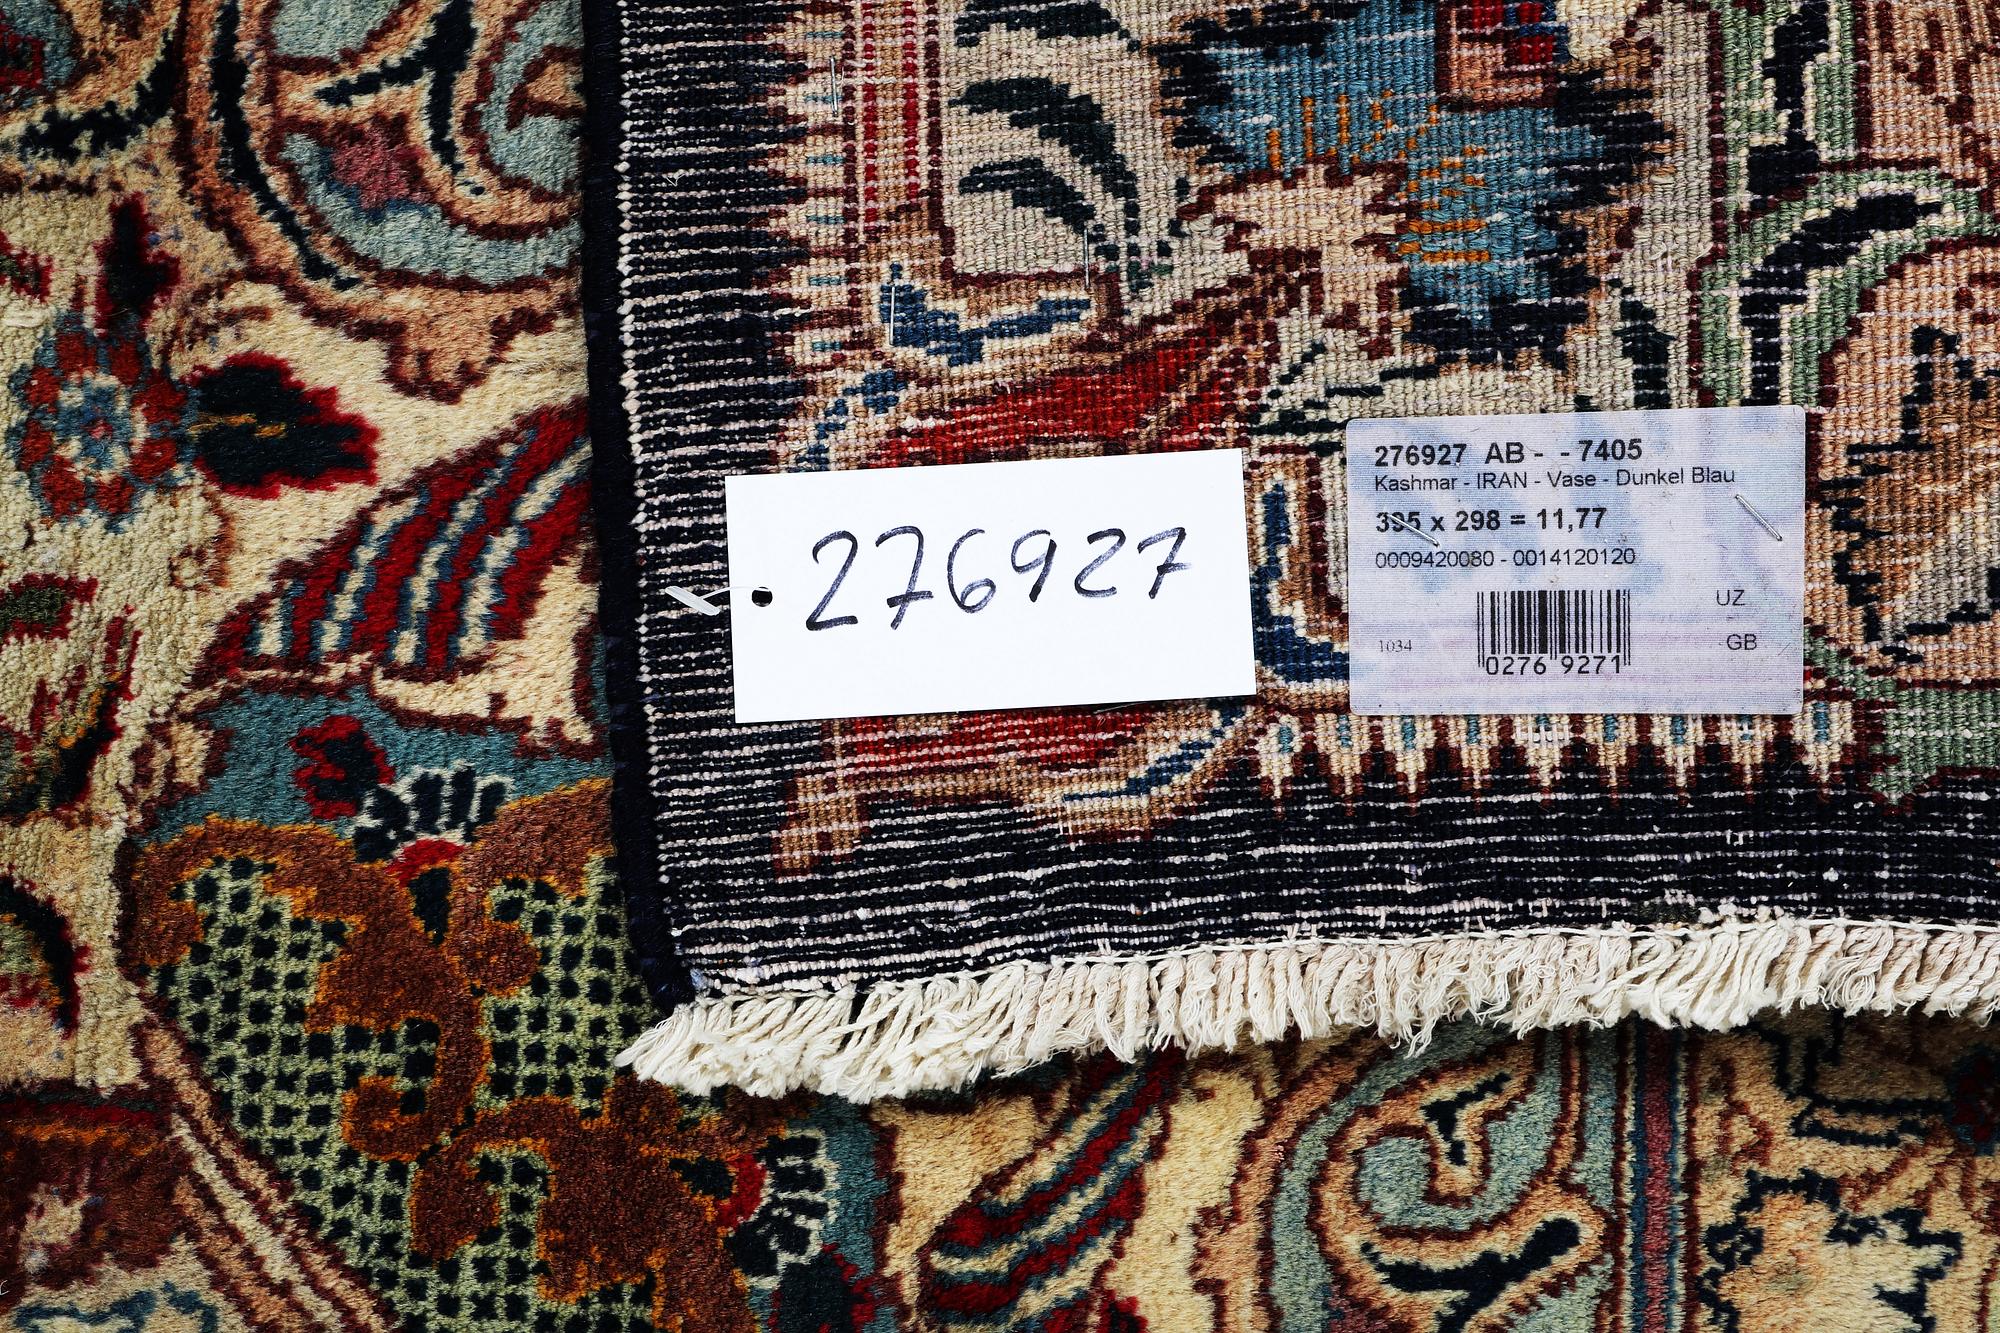 276927
276927 AB - - 7405
Kashmar - IRAN - Vase - Dunkel Blau
395 x 298 = 11,77
0009420080 - 0014120120
UZ
1034
GB
0276 9271